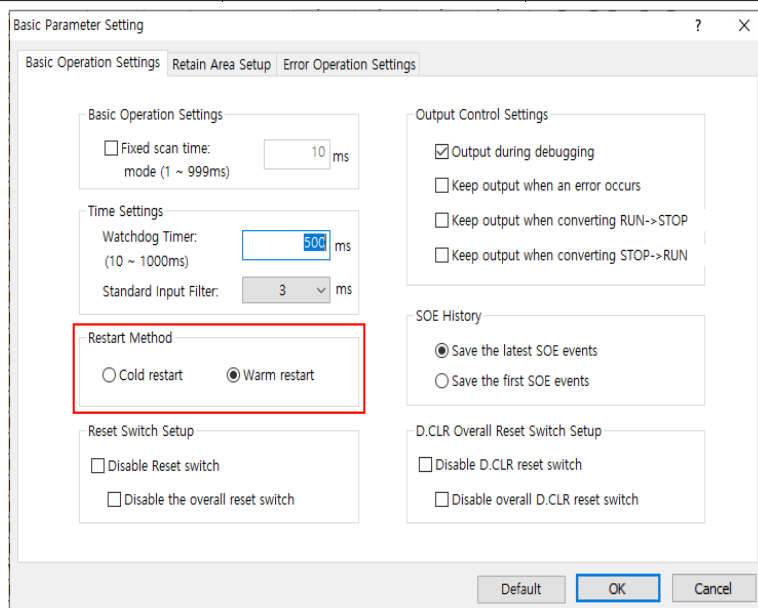 Basic Parameter Setting
?
Basic Operation Settings
Retain Area Setup
Error Operation Settings
Basic Operation Settings
Fixed scan time:
mode (1 ~ 999ms)
10 ms
Time Settings
Watchdog Timer:
(10 ~ 1000ms)
500 ms
Standard Input Filter: 3 ms
Restart Method
Cold restart
Warm restart
Reset Switch Setup
Disable Reset switch
Disable the overall reset switch
Output Control Settings
Output during debugging
Keep output when an error occurs
Keep output when converting RUN->STOP
Keep output when converting STOP->RUN
SOE History
Save the latest SOE events
Save the first SOE events
D.CLR Overall Reset Switch Setup
Disable D.CLR reset switch
Disable overall D.CLR reset switch
Default
OK
Cancel